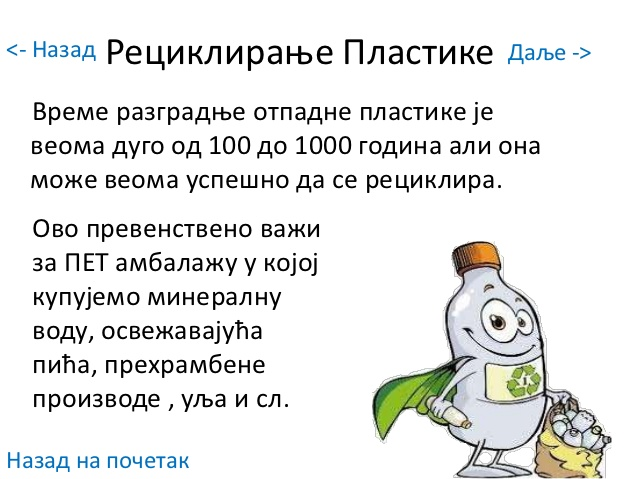 <- Назад Рециклирање Пластике Даље ->
Време разградње отпадне пластике је
веома дуго од 100 до 1000 година али она
може веома успешно да се рециклира.
Ово превенствено важи
за ПЕТ амбалажу у којој
купујемо минералну
воду, освежавајућа
пића, прехрамбене
производе , уља и сл.
Назад на почетак